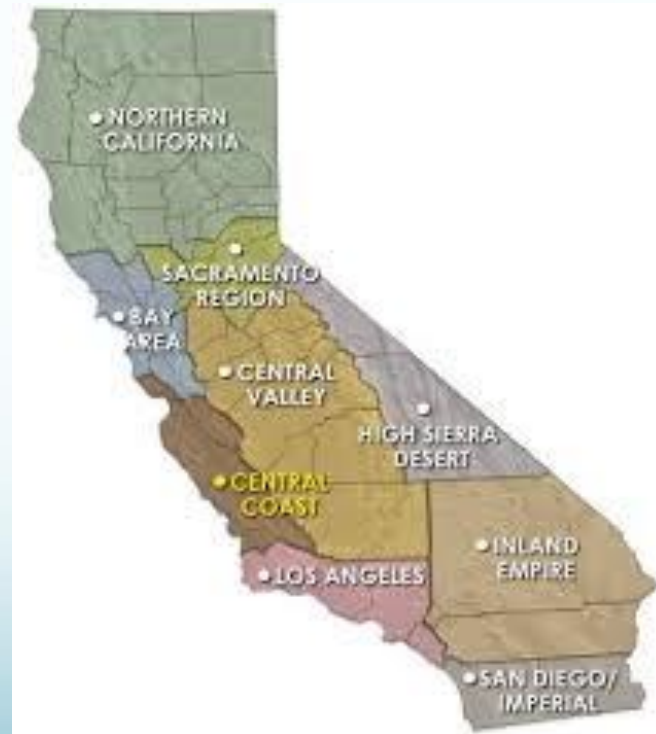 NORTHERN
CALIFORNIA
SACRAMENTO
REGION
BAY
AREA
CENTRAL
VALLEY
HIGH SIERRA
DESERT
CENTRAL
COAST
INLAND
EMPIRE
LOS ANGELES
SAN DIEGO/
IMPERIAL